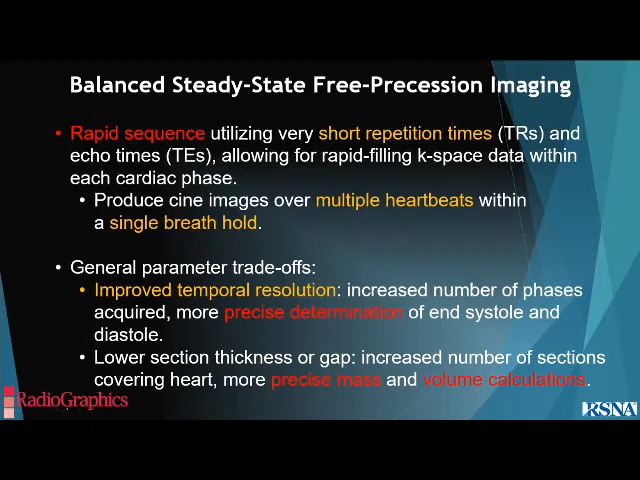 Balanced Steady-State Free-Precession Imaging
• Rapid sequence utilizing very short repetition times (TRs) and
echo times (TEs), allowing for rapid-filling k-space data within
each cardiac phase.
• Produce cine images over multiple heartbeats within
a single breath hold.
• General parameter trade-offs:
• Improved temporal resolution: increased number of phases
acquired, more precise determination of end systole and
diastole.
• Lower section thickness or gap: increased number of sections
covering heart, more precise mass and volume calculations.
RadioGraphics
RSNA